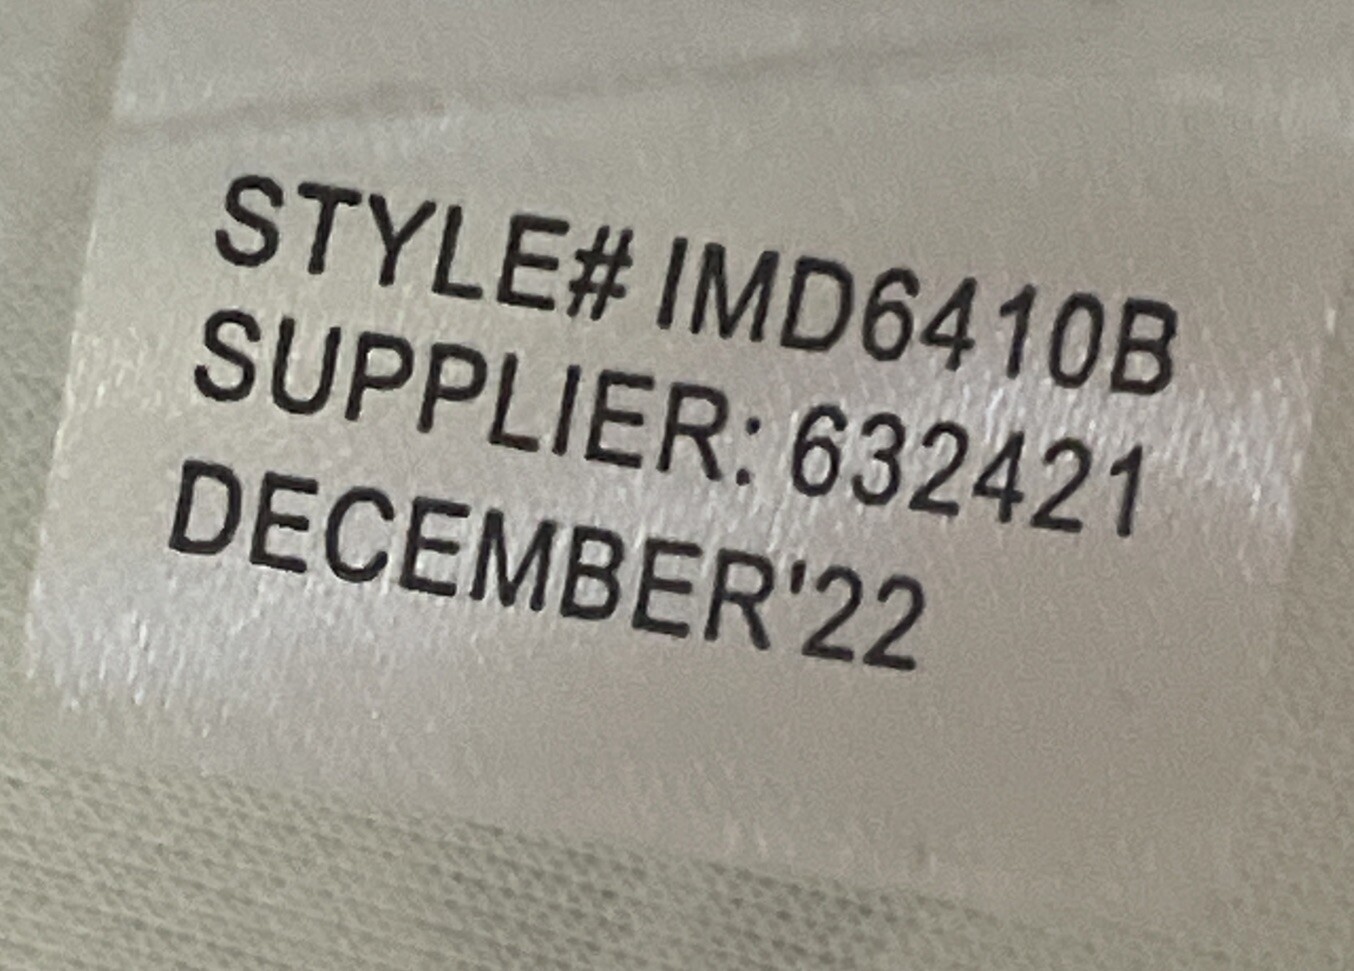 STYLE# IMD6410B
SUPPLIER: 632421
DECEMBER'22